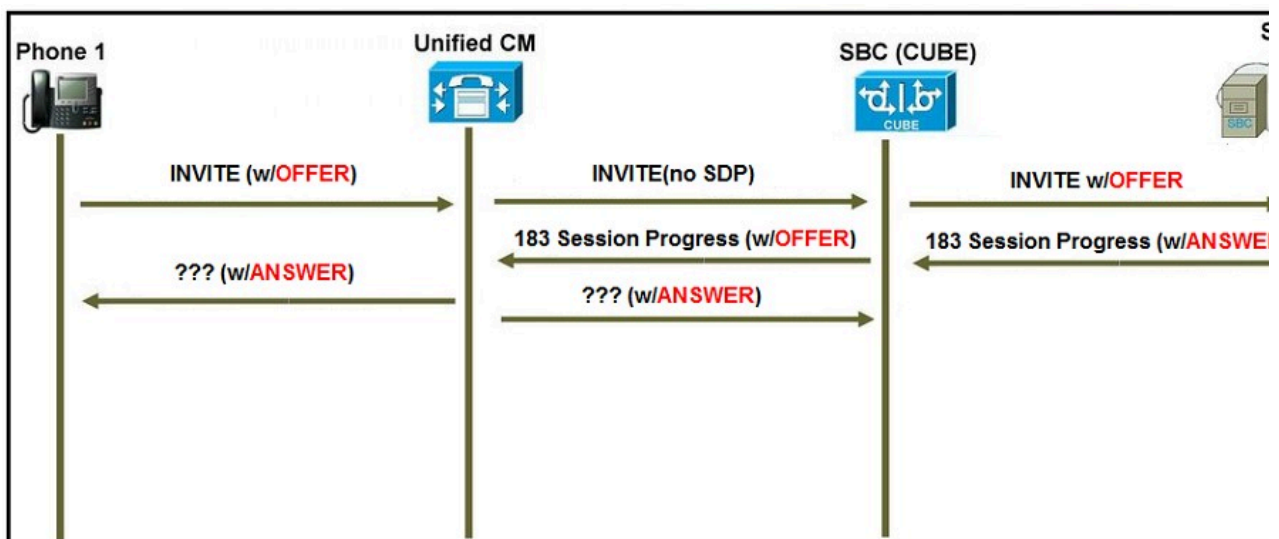 Phone 1
Unified CM
SBC (CUBE)
S
CUBE
SBC
INVITE (w/OFFER)
INVITE(no SDP)
INVITE w/OFFER
183 Session Progress (w/OFFER)
183 Session Progress (w/ANSWE
??? (w/ANSWER)
??? (w/ANSWER)